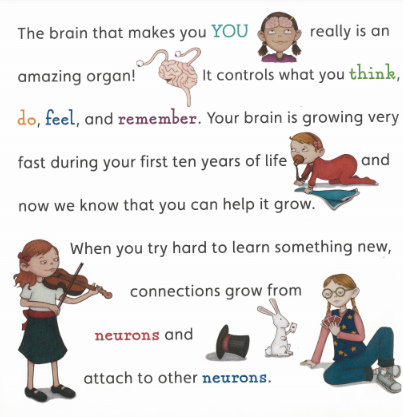 The brain that makes you YOU really is an
amazing organ! It controls what you think,
do, feel, and remember. Your brain is growing very
fast during your first ten years of life and
now we know that you can help it grow.
When you try hard to learn something new,
connections grow from
neurons and
attach to other neurons.